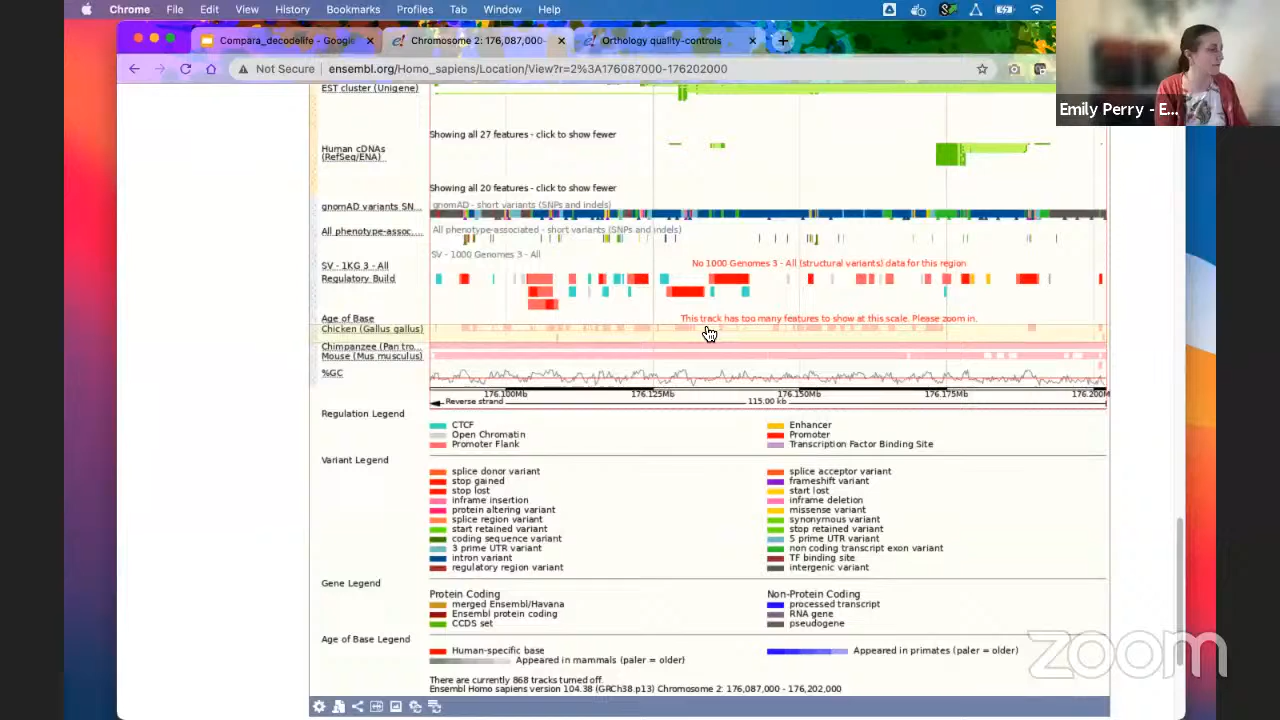 Chrome File Edit View History Bookmarks Profiles Tab Window Help
Compara_decodelife - Google
Chromosome 2: 176,087,000-
Orthology quality-controls
Not Secure | ensembl.org/Homo_sapiens/Location/View?r=2%3A176087000-176202000
Emily Perry - E...
EST cluster (Unigene)
Showing all 27 features - click to show fewer
Human cDNAs
(RefSeq/ENA)
Showing all 20 features - click to show fewer
gnomAD variants SN...
gnomAD - short variants (SNPs and indels)
All phenotype-assoc....
All phenotype-associated - short variants (SNPs and indels)
SV - 1000 Genomes 3 - All
SV - 1KG 3 - All
No 1000 Genomes 3 - All (structural variants) data for this region
Regulatory Build
Age of Base
This track has too many features to show at this scale. Please zoom in.
Chicken (Gallus gallus)
Chimpanzee (Pan tro...
Mouse (Mus musculus)
%GC
176.100Mb 176.125Mb 176.150Mb 176.175Mb 176.200M
Reverse strand 115.00 kb
Regulation Legend
CTCF Enhancer
Open Chromatin Promoter
Promoter Flank Transcription Factor Binding Site
Variant Legend
splice donor variant splice acceptor variant
stop gained frameshift variant
stop lost start lost
inframe insertion inframe deletion
protein altering variant missense variant
splice region variant synonymous variant
start retained variant stop retained variant
coding sequence variant 5 prime UTR variant
3 prime UTR variant non coding transcript exon variant
intron variant TF binding site
regulatory region variant intergenic variant
Gene Legend
Protein Coding Non-Protein Coding
merged Ensembl/Havana processed transcript
Ensembl protein coding RNA gene
CCDS set pseudogene
Age of Base Legend
Human-specific base Appeared in primates (paler = older)
Appeared in mammals (paler = older)
There are currently 868 tracks turned off.
Ensembl Homo sapiens version 104.38 (GRCh38.p13) Chromosome 2: 176,087,000 - 176,202,000
zoom